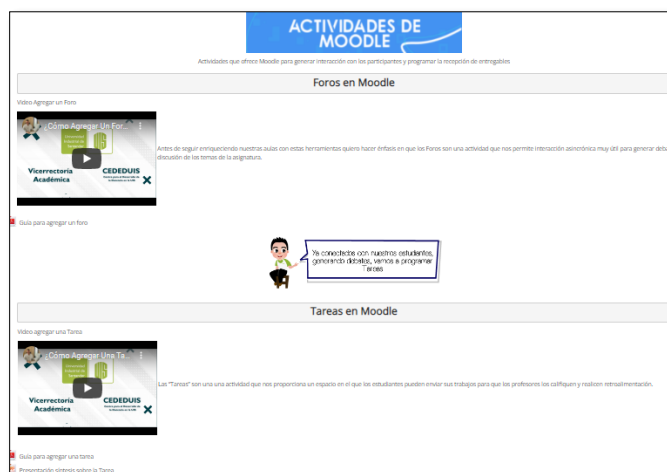 ACTIVIDADES DE
MOODLE
Actividades que ofrece Moodle para generar interacción con los participantes y programar la recepción de entregables
Foros en Moodle
Video Agregar un Foro
¿Cómo Agregar Un For...
Vicerrectoría
Académica
CEDEDUIS
Antes de seguir enriqueciendo nuestras aulas con estas herramientas quiero hacer énfasis en que los Foros son una actividad que nos permite interacción asincrónica muy útil para generar deba
discusión de los temas de la asignatura.
Guía para agregar un foro
Ya conectados con nuestros estudiantes,
generando debates, vamos a programar
Tareas
Tareas en Moodle
Video agregar una Tarea
¿Cómo Agregar Una Ta...
Vicerrectoría
Académica
CEDEDUIS
Las "Tareas" son una una actividad que nos proporciona un espacio en el que los estudiantes pueden enviar sus trabajos para que los profesores los califiquen y realicen retroalimentación.
Guía para agregar una tarea
Presentación síntesis sobre la Tarea